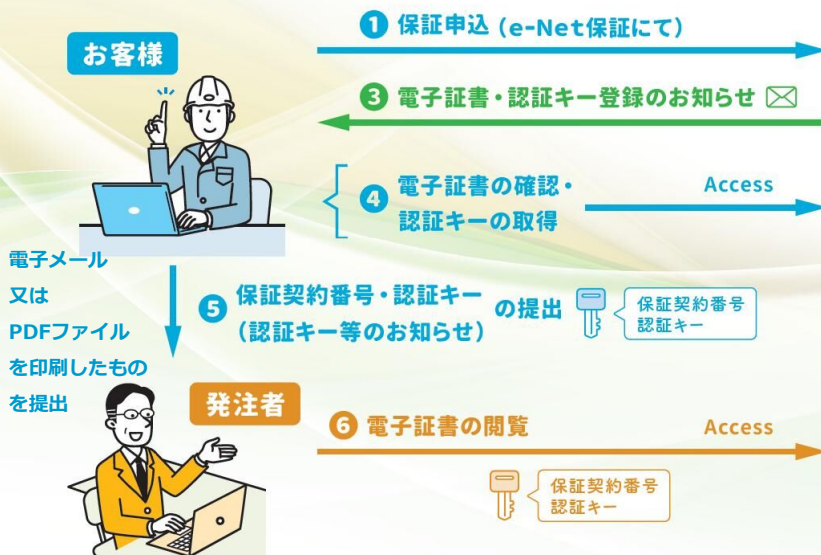 お客様
❶ 保証申込 (e-Net保証にて)
❸ 電子証書・認証キー登録のお知らせ
❹ 電子証書の確認・
認証キーの取得
Access
電子メール
又は
PDFファイル
を印刷したもの
を提出
❺ 保証契約番号・認証キー
(認証キー等のお知らせ)
の提出
保証契約番号
認証キー
発注者
❻ 電子証書の閲覧
Access
保証契約番号
認証キー